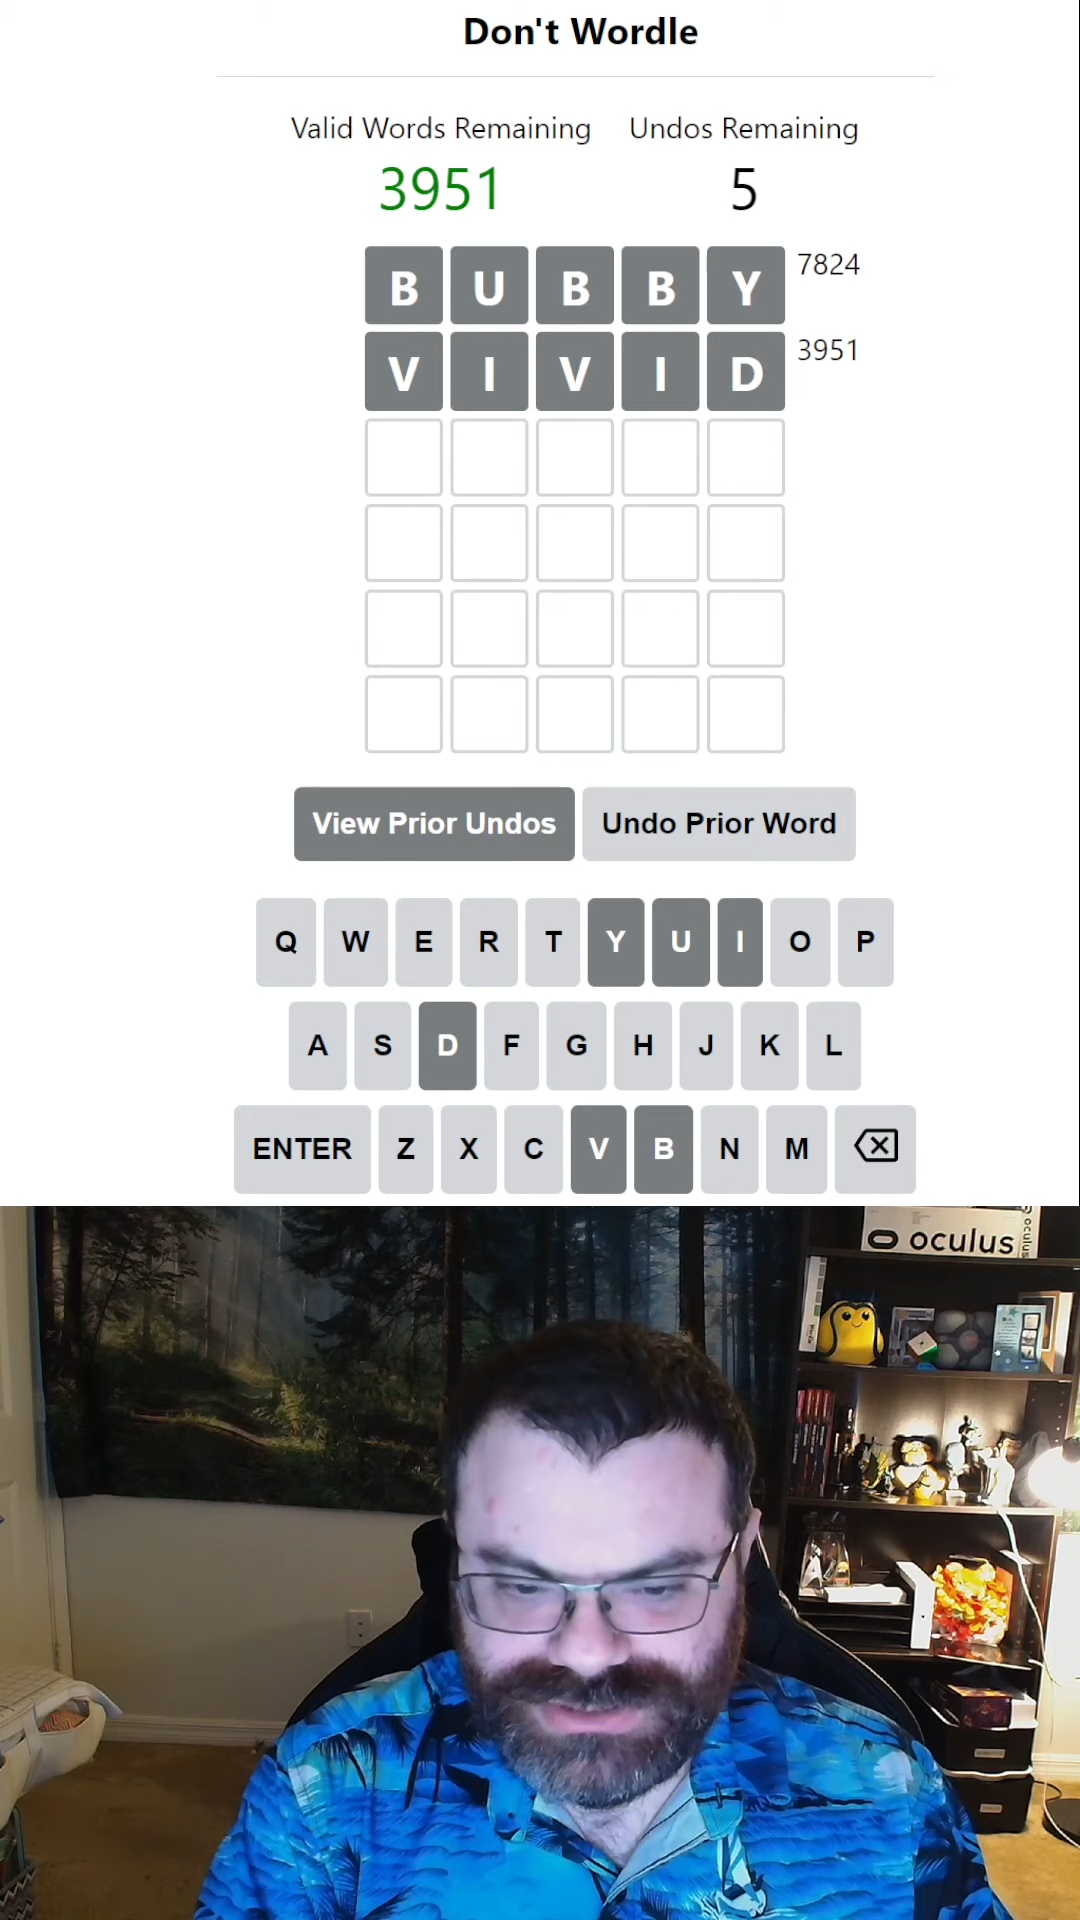 Don't Wordle
Valid Words Remaining Undos Remaining
3951 5
B U B B Y 7824
V I V I D 3951
View Prior Undos Undo Prior Word
Q W E R T Y U I O P
A S D F G H J K L
ENTER Z X C V B N M
oculus
oculus